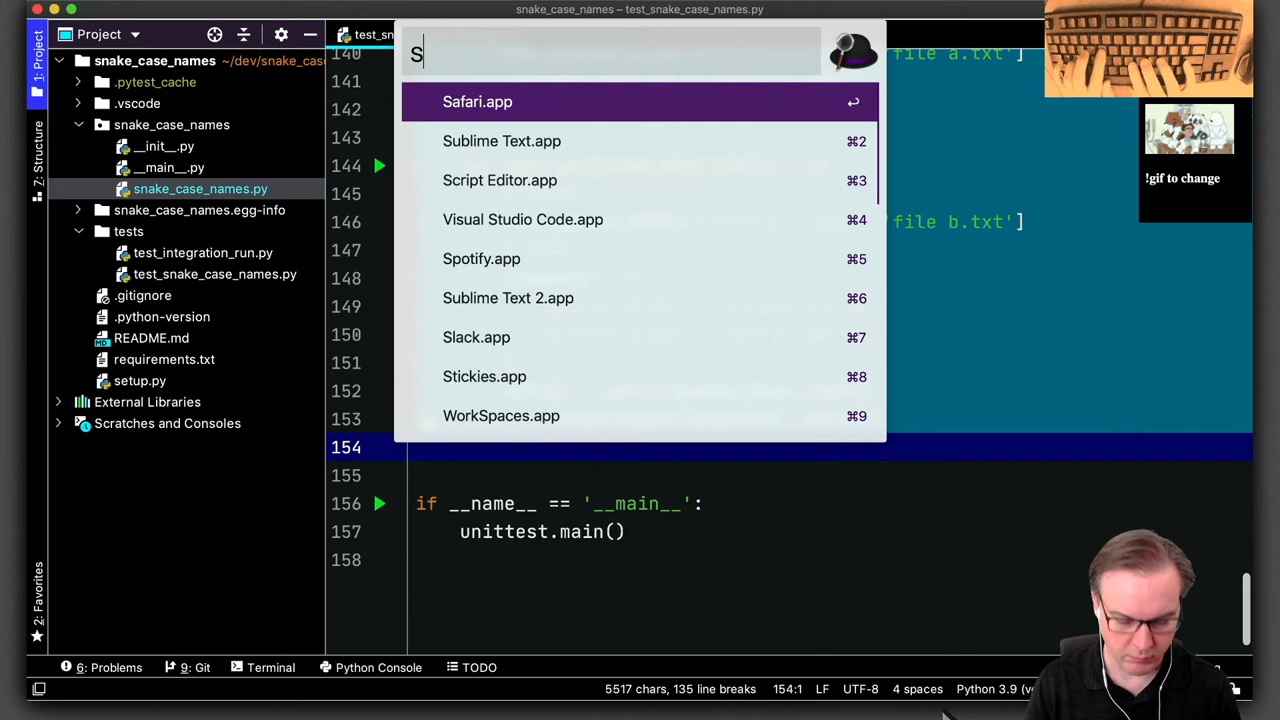 snake_case_names – test_snake_case_names.py
1: Project
7: Structure
2: Favorites
Project
snake_case_names ~/dev/snake_cas
.pytest_cache
.vscode
snake_case_names
__init__.py
__main__.py
snake_case_names.py
snake_case_names.egg-info
tests
test_integration_run.py
test_snake_case_names.py
.gitignore
.python-version
README.md
requirements.txt
setup.py
External Libraries
Scratches and Consoles
test_sn
S
Safari.app
Sublime Text.app ⌘2
Script Editor.app ⌘3
Visual Studio Code.app ⌘4
Spotify.app ⌘5
Sublime Text 2.app ⌘6
Slack.app ⌘7
Stickies.app ⌘8
WorkSpaces.app ⌘9
140 'file a.txt']
141
142
143
144
145
146 'file b.txt']
147
148
149
150
151
152
153
154
155
156 if __name__ == '__main__':
157 unittest.main()
158
!gif to change
6: Problems 9: Git Terminal Python Console TODO
5517 chars, 135 line breaks 154:1 LF UTF-8 4 spaces Python 3.9